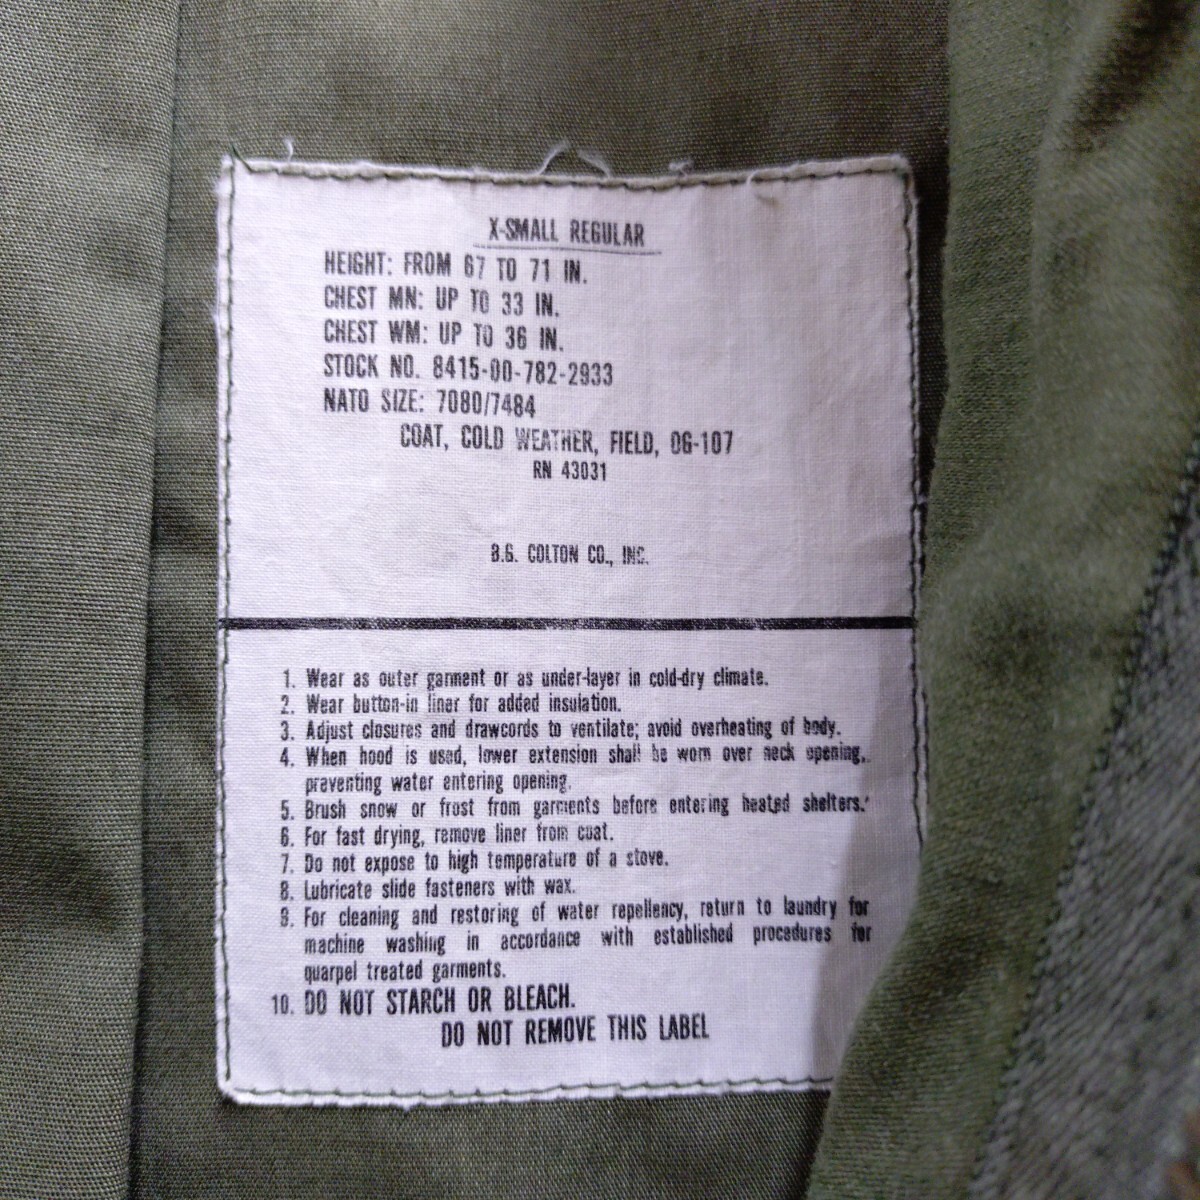 X-SMALL REGULAR
HEIGHT: FROM 67 TO 71 IN.
CHEST MN: UP TO 33 IN.
CHEST WM: UP TO 36 IN.
STOCK NO. 8415-00-782-2933
NATO SIZE: 7080/7484
COAT, COLD WEATHER, FIELD, OG-107
RN 43031
B.G. COLTON CO., INC.
1. Wear as outer garment or as under-layer in cold-dry climate.
2. Wear button-in liner for added insulation.
3. Adjust closures and drawcords to ventilate; avoid overheating of body.
4. When hood is used, lower extension shall be worn over neck opening,
preventing water entering opening.
5. Brush snow or frost from garments before entering heated shelters.
6. For fast drying, remove liner from coat.
7. Do not expose to high temperature of a stove.
8. Lubricate slide fasteners with wax.
9. For cleaning and restoring of water repellency, return to laundry for
machine washing in accordance with established procedures for
quarpel treated garments.
10. DO NOT STARCH OR BLEACH.
DO NOT REMOVE THIS LABEL